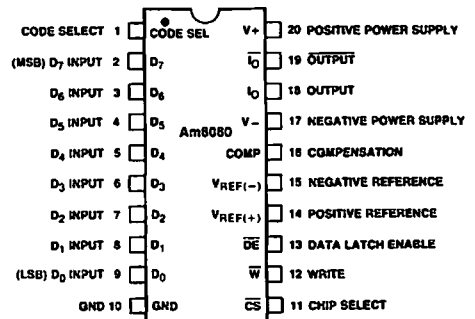 CODE SELECT 1 CODE SEL V+ 20 POSITIVE POWER SUPPLY
(MSB) D7 INPUT 2 D7 I̅O̅ 19 O̅U̅T̅P̅U̅T̅
D6 INPUT 3 D6 IO 18 OUTPUT
D5 INPUT 4 D5 V− 17 NEGATIVE POWER SUPPLY
Am6080
D4 INPUT 5 D4 COMP 16 COMPENSATION
D3 INPUT 6 D3 VREF(−) 15 NEGATIVE REFERENCE
D2 INPUT 7 D2 VREF(+) 14 POSITIVE REFERENCE
D1 INPUT 8 D1 D̅E̅ 13 DATA LATCH ENABLE
(LSB) D0 INPUT 9 D0 W̅ 12 WRITE
GND 10 GND C̅S̅ 11 CHIP SELECT